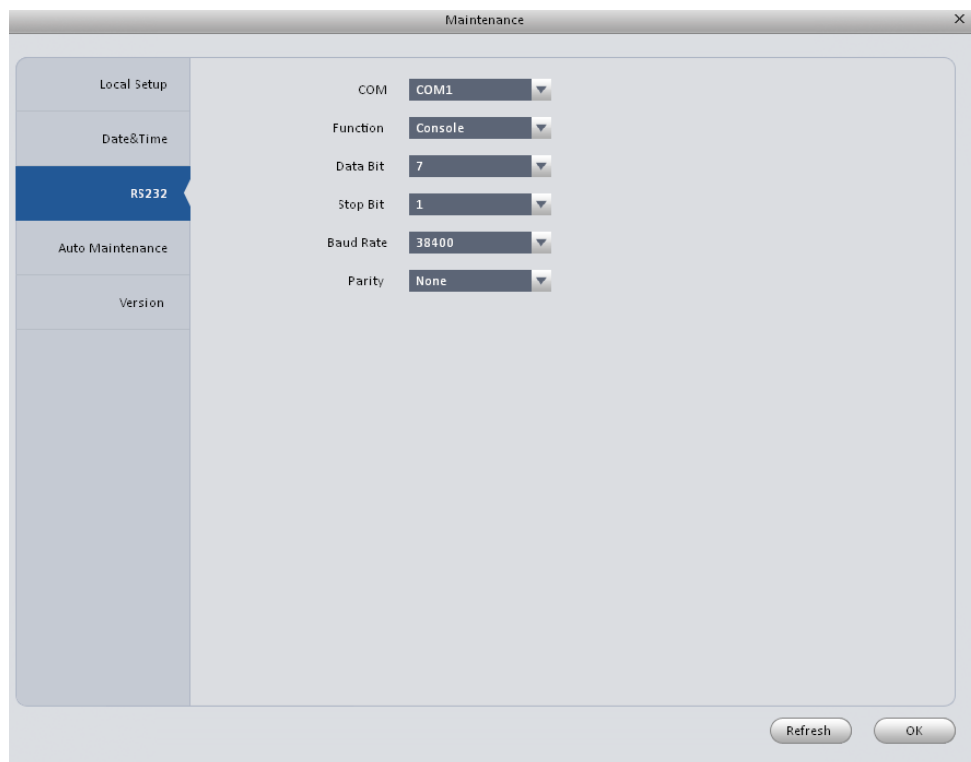 Maintenance
Local Setup
Date&Time
RS232
Auto Maintenance
Version
COM COM1
Function Console
Data Bit 7
Stop Bit 1
Baud Rate 38400
Parity None
Refresh OK